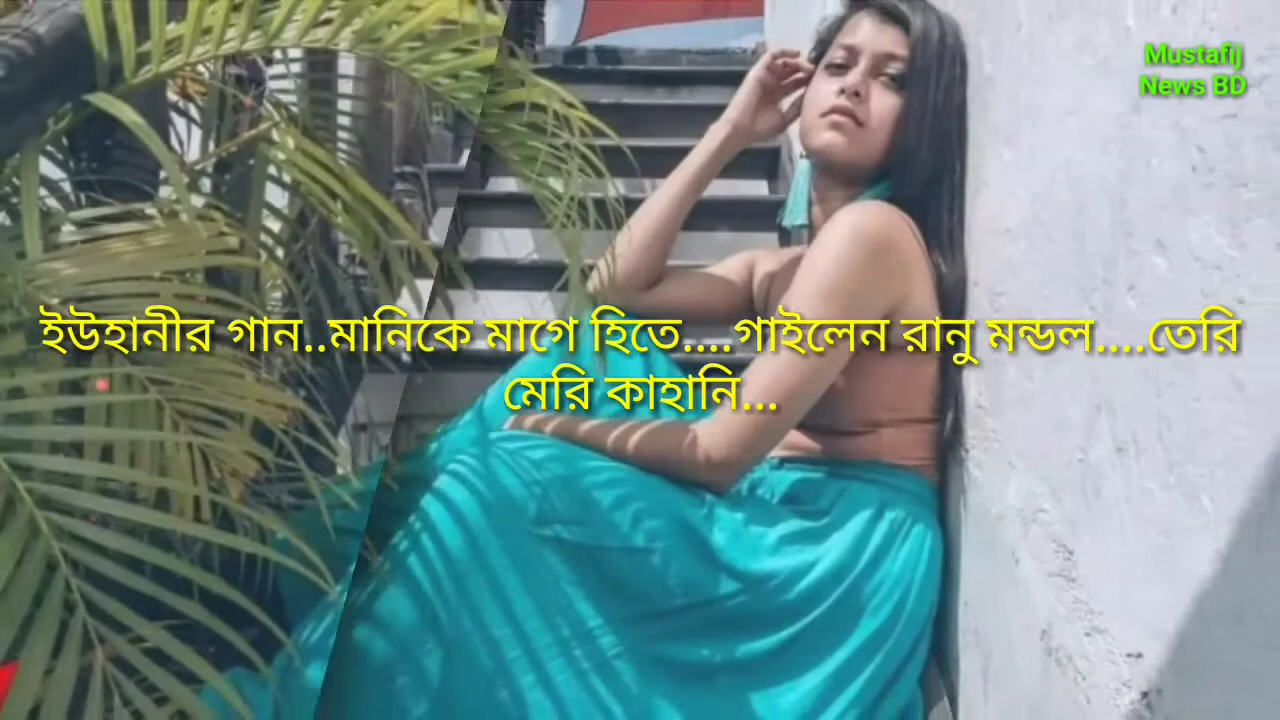 Mustafij
News BD
ইউহানীর গান..মানিকে মাগে হিতে....গাইলেন রানু মন্ডল....তেরি
মেরি কাহানি...